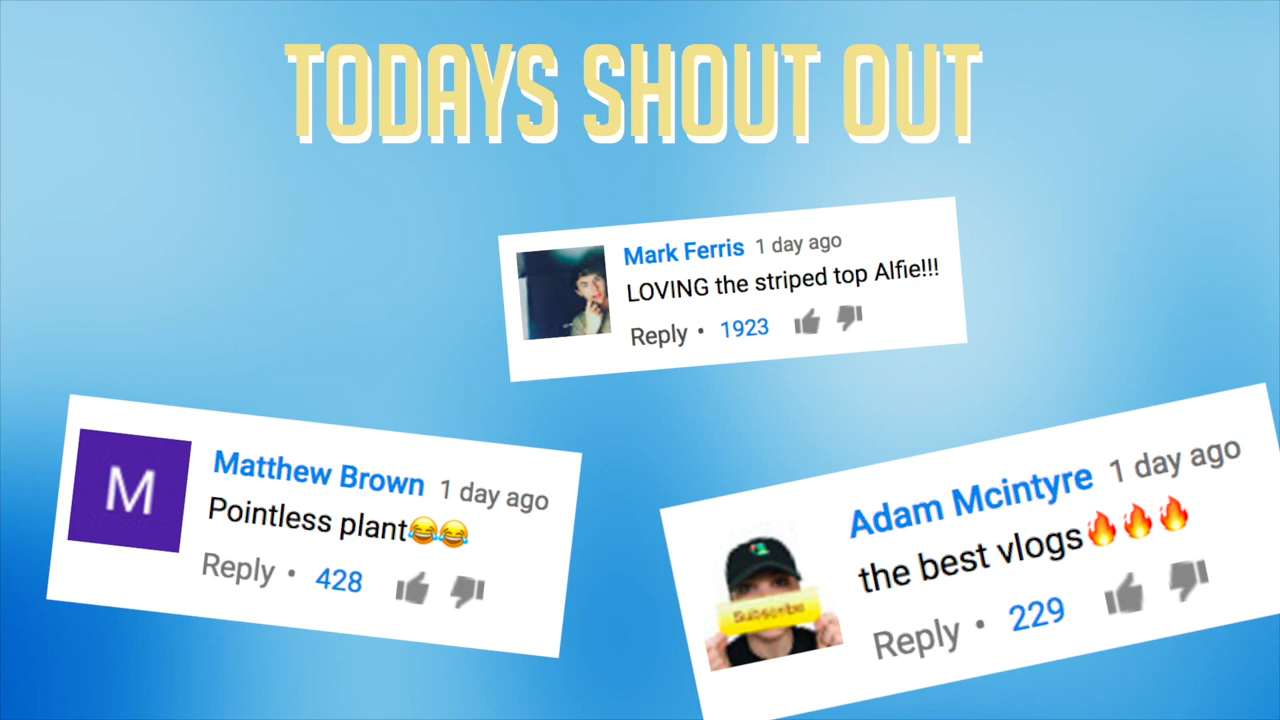 TODAYS SHOUT OUT
Mark Ferris 1 day ago
LOVING the striped top Alfie!!!
Reply • 1923
Matthew Brown 1 day ago
M
Pointless plant😂😂
Reply • 428
Adam Mcintyre 1 day ago
the best vlogs🔥🔥🔥
Subscribe
Reply • 229